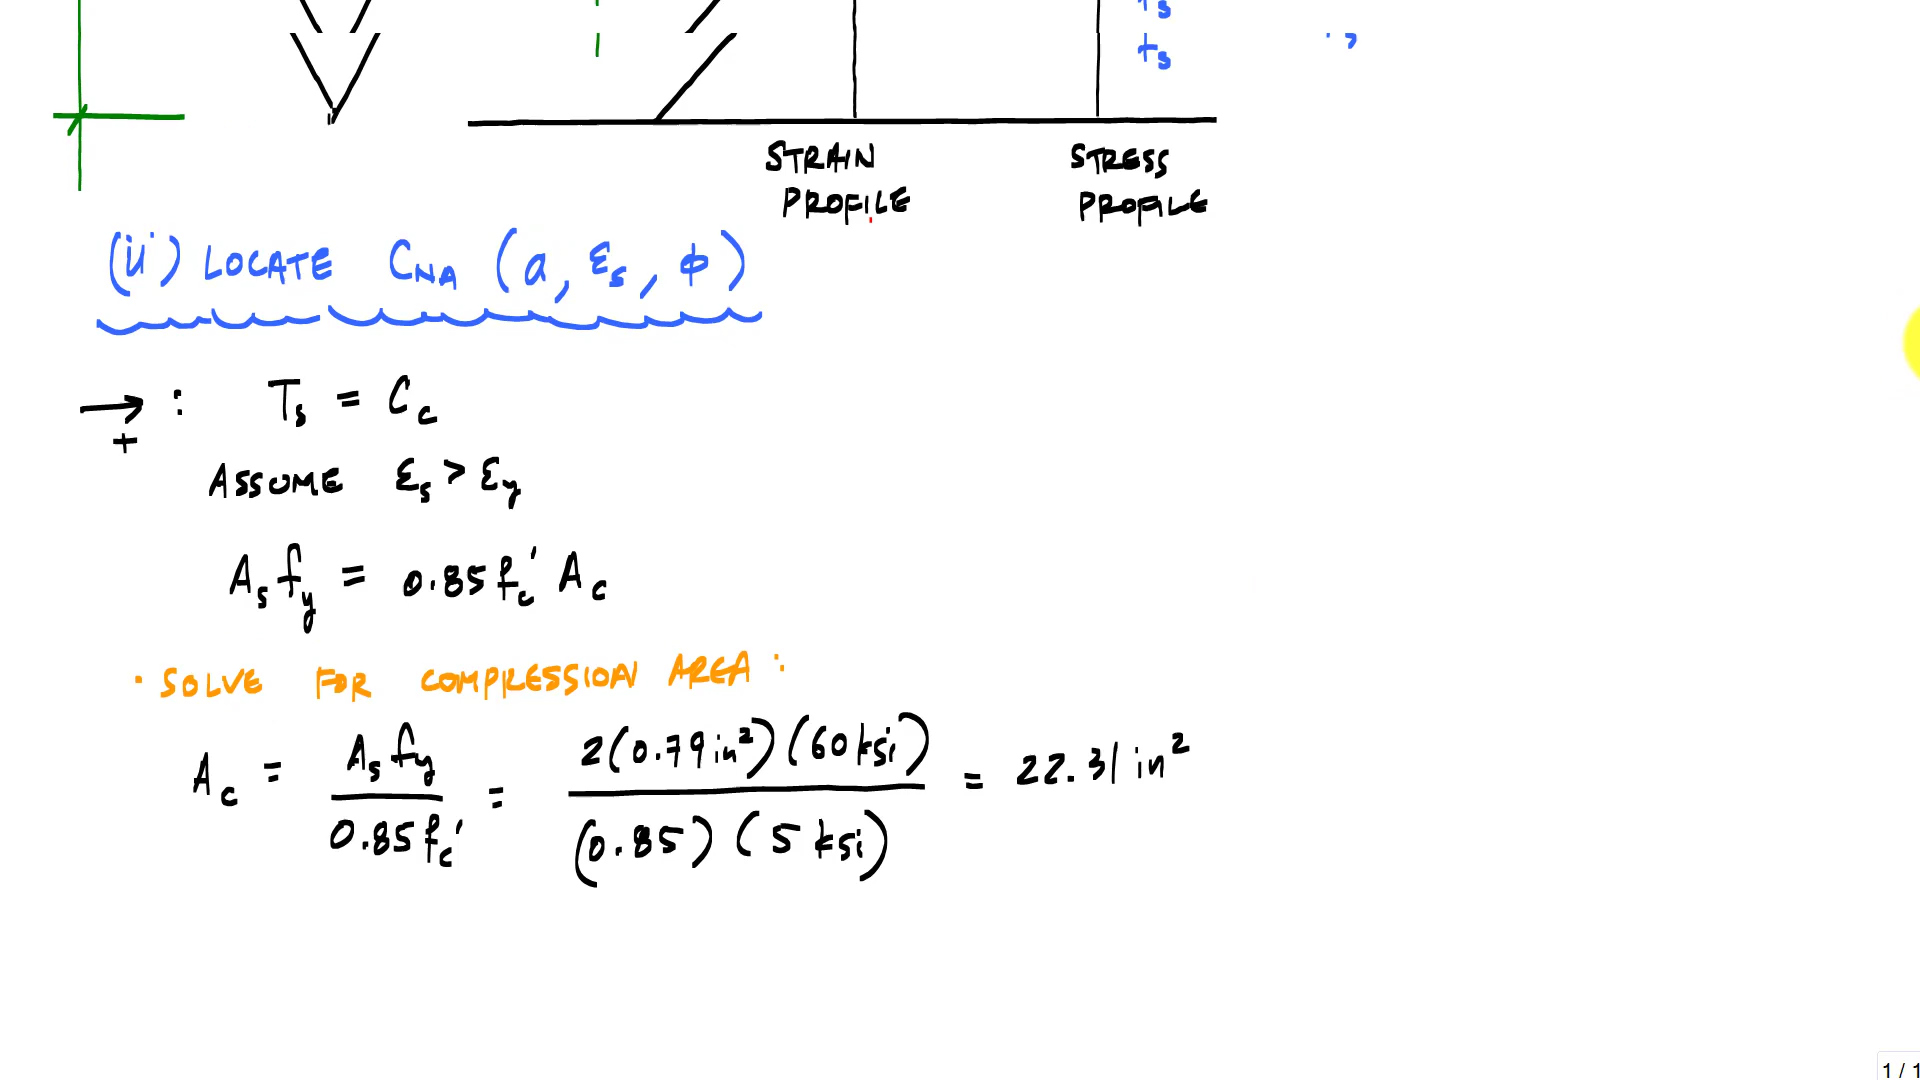 STRAIN PROFILE
STRESS PROFILE
(ii) LOCATE C_NA (a, ε_s, ϕ)
→+ : T_s = C_c
ASSUME ε_s > ε_y
A_s f_y = 0.85 f_c' A_c
· SOLVE FOR COMPRESSION AREA :
A_c = A_s f_y / 0.85 f_c' = 2(0.79 in²)(60 ksi) / (0.85)(5 ksi) = 22.31 in²
1 / 1